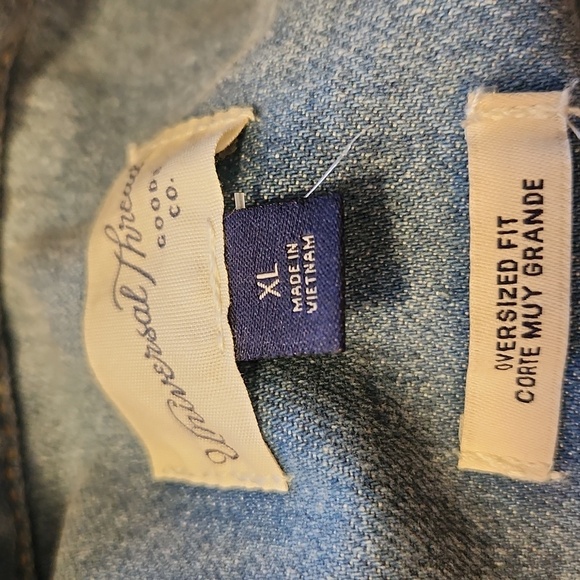 Universal Thread
GOODS
CO.
XL
MADE IN
VIETNAM
OVERSIZED FIT
CORTE MUY GRANDE